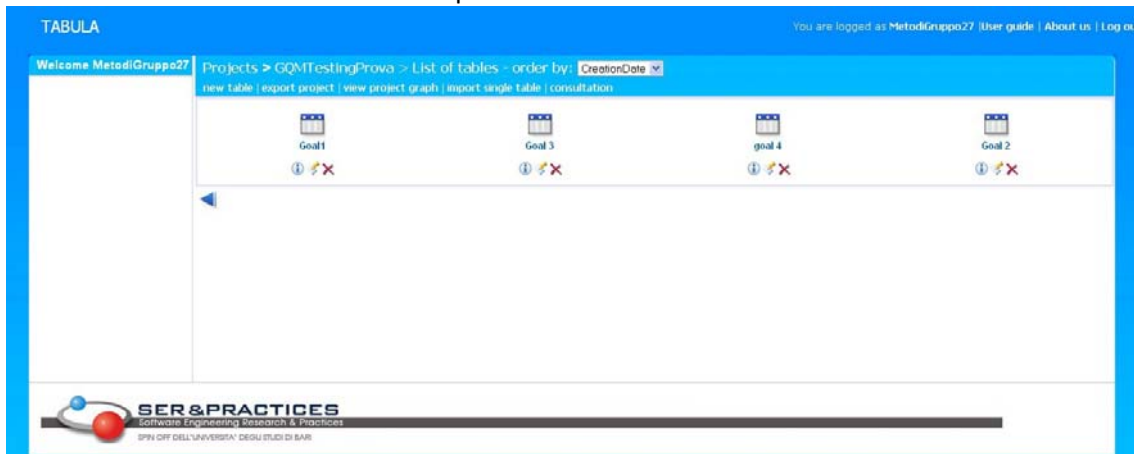 TABULA
You are logged as MetodiGruppo27 |User guide | About us | Log ou
Welcome MetodiGruppo27
Projects > GQMTestingProva > List of tables - order by: CreationDate
new table | export project | view project graph | import single table | consultation
Goal1
Goal 3
goal 4
Goal 2
SER&PRACTICES
Software Engineering Research & Practices
SPIN OFF DELL'UNIVERSITA' DEGLI STUDI DI BARI